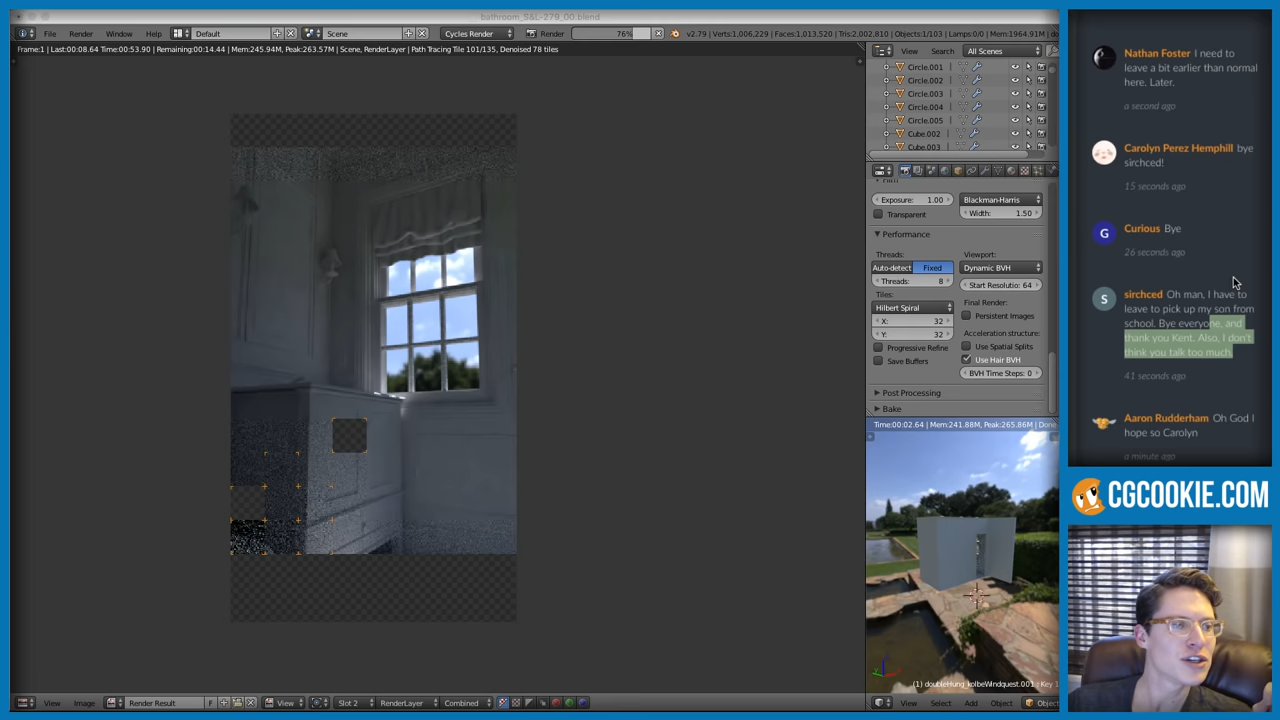 bathroom_S&L-279_00.blend
File Render Window Help Default Scene Cycles Render 76% v2.79 | Verts:1,006,229 | Faces:1,013,520 | Tris:2,002,810 | Objects:1/103 | Lamps:0/0 | Mem:1964.91M |
Frame:1 | Last:00:08.64 Time:00:53.90 | Remaining:00:14.44 | Mem:245.94M, Peak:263.57M | Scene, RenderLayer | Path Tracing Tile 101/135, Denoised 78 tiles
View Search All Scenes
Circle.001
Circle.002
Circle.003
Circle.004
Circle.005
Cube.002
Cube.003
Exposure: 1.00 Blackman-Harris
Transparent Width: 1.50
Performance
Threads: Viewport:
Auto-detect Fixed Dynamic BVH
Threads: 8 Start Resolutio: 64
Tiles: Final Render:
Hilbert Spiral Persistent Images
X: 32 Acceleration structure:
Y: 32 Use Spatial Splits
Progressive Refine Use Hair BVH
Save Buffers BVH Time Steps: 0
Post Processing
Bake
Time:00:02.64 | Mem:241.88M, Peak:265.86M | Done
(1) doubleHung_kolbeWindquest.001:
View Image Render Result F View Slot 2 RenderLayer Combined
View Select Add Object Object
Nathan Foster I need to
leave a bit earlier than normal
here. Later.
a second ago
Carolyn Perez Hemphill bye
sirchced!
15 seconds ago
G
Curious Bye
26 seconds ago
S
sirchced Oh man, I have to
leave to pick up my son from
school. Bye everyone, and
thank you Kent. Also, I don't
think you talk too much.
41 seconds ago
Aaron Rudderham Oh God I
hope so Carolyn
a minute ago
CGCOOKIE.COM